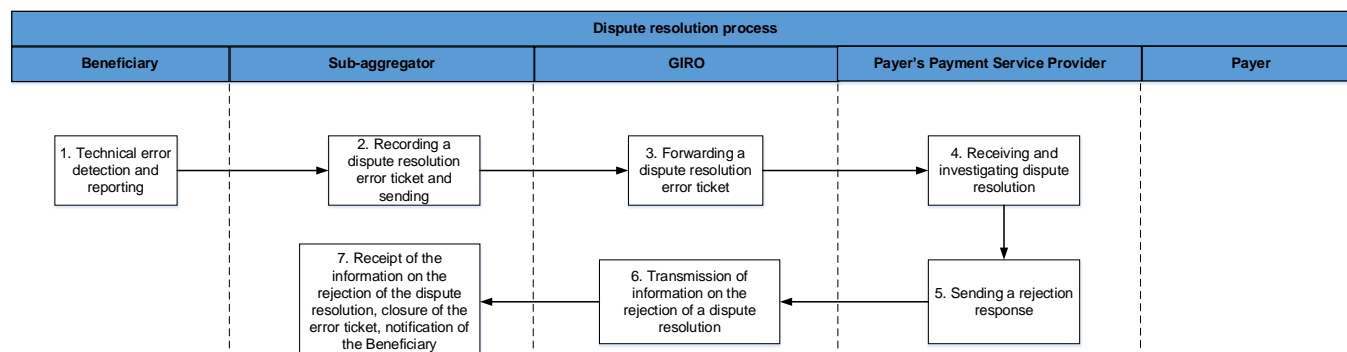 Dispute resolution process
Beneficiary
Sub-aggregator
GIRO
Payer’s Payment Service Provider
Payer
1. Technical error
detection and
reporting
2. Recording a
dispute resolution
error ticket and
sending
3. Forwarding a
dispute resolution
error ticket
4. Receiving and
investigating dispute
resolution
7. Receipt of the
information on the
rejection of the dispute
resolution, closure of the
error ticket, notification of
the Beneficiary
6. Transmission of
information on the
rejection of a dispute
resolution
5. Sending a rejection
response